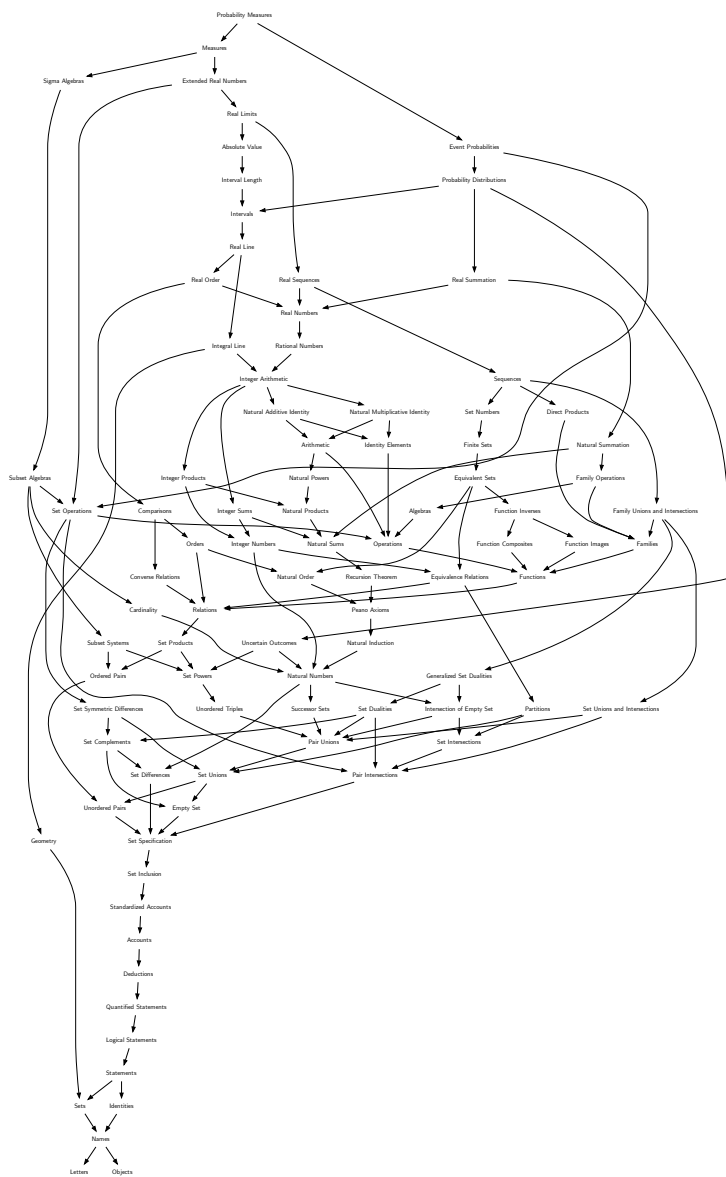 Probability Measures
Measures
Sigma Algebras
Extended Real Numbers
Real Limits
Absolute Value
Event Probabilities
Interval Length
Probability Distributions
Intervals
Real Line
Real Order
Real Sequences
Real Summation
Real Numbers
Integral Line
Rational Numbers
Integer Arithmetic
Sequences
Natural Additive Identity
Natural Multiplicative Identity
Set Numbers
Direct Products
Arithmetic
Identity Elements
Finite Sets
Natural Summation
Subset Algebras
Integer Products
Natural Powers
Equivalent Sets
Family Operations
Set Operations
Comparisons
Integer Sums
Natural Products
Algebras
Function Inverses
Family Unions and Intersections
Orders
Integer Numbers
Natural Sums
Operations
Function Composites
Function Images
Families
Converse Relations
Natural Order
Recursion Theorem
Equivalence Relations
Functions
Cardinality
Relations
Peano Axioms
Subset Systems
Set Products
Uncertain Outcomes
Natural Induction
Ordered Pairs
Set Powers
Natural Numbers
Generalized Set Dualities
Set Symmetric Differences
Unordered Triples
Successor Sets
Set Dualities
Intersection of Empty Set
Partitions
Set Unions and Intersections
Set Complements
Pair Unions
Set Intersections
Set Differences
Set Unions
Pair Intersections
Unordered Pairs
Empty Set
Geometry
Set Specification
Set Inclusion
Standardized Accounts
Accounts
Deductions
Quantified Statements
Logical Statements
Statements
Sets
Identities
Names
Letters
Objects